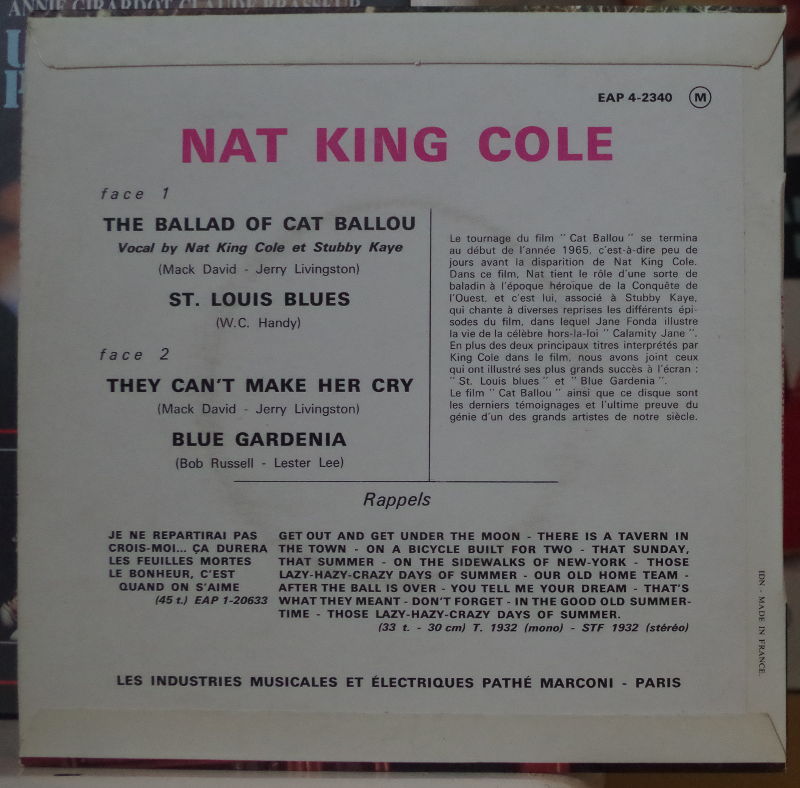 ANNIE GIRARDOT CLAUDE BRASSEUR
EAP 4-2340 M
NAT KING COLE
face 1
THE BALLAD OF CAT BALLOU
Vocal by Nat King Cole et Stubby Kaye
(Mack David - Jerry Livingston)
ST. LOUIS BLUES
(W.C. Handy)
face 2
THEY CAN'T MAKE HER CRY
(Mack David - Jerry Livingston)
BLUE GARDENIA
(Bob Russell - Lester Lee)
Le tournage du film " Cat Ballou " se termina
au début de l'année 1965, c'est-à-dire peu de
jours avant la disparition de Nat King Cole.
Dans ce film, Nat tient le rôle d'une sorte de
baladin à l'époque héroique de la Conquête de
l'Ouest, et c'est lui, associé à Stubby Kaye,
qui chante à diverses reprises les différents épi-
sodes du film, dans lequel Jane Fonda illustre
la vie de la célèbre hors-la-loi " Calamity Jane ".
En plus des deux principaux titres interprétés par
King Cole dans le film, nous avons joint ceux
qui ont illustré ses plus grands succès à l'écran :
" St. Louis blues " et " Blue Gardenia ".
Le film " Cat Ballou " ainsi que ce disque sont
les derniers témoignages et l'ultime preuve du
génie d'un des grands artistes de notre siècle.
Rappels
JE NE REPARTIRAI PAS
CROIS-MOI... ÇA DURERA
LES FEUILLES MORTES
LE BONHEUR, C'EST
QUAND ON S'AIME
(45 t.) EAP 1-20633
GET OUT AND GET UNDER THE MOON - THERE IS A TAVERN IN
THE TOWN - ON A BICYCLE BUILT FOR TWO - THAT SUNDAY,
THAT SUMMER - ON THE SIDEWALKS OF NEW-YORK - THOSE
LAZY-HAZY-CRAZY DAYS OF SUMMER - OUR OLD HOME TEAM -
AFTER THE BALL IS OVER - YOU TELL ME YOUR DREAM - THAT'S
WHAT THEY MEANT - DON'T FORGET - IN THE GOOD OLD SUMMER-
TIME - THOSE LAZY-HAZY-CRAZY DAYS OF SUMMER.
(33 t. - 30 cm) T. 1932 (mono) - STF 1932 (stéréo)
IDN - MADE IN FRANCE.
LES INDUSTRIES MUSICALES ET ÉLECTRIQUES PATHÉ MARCONI - PARIS